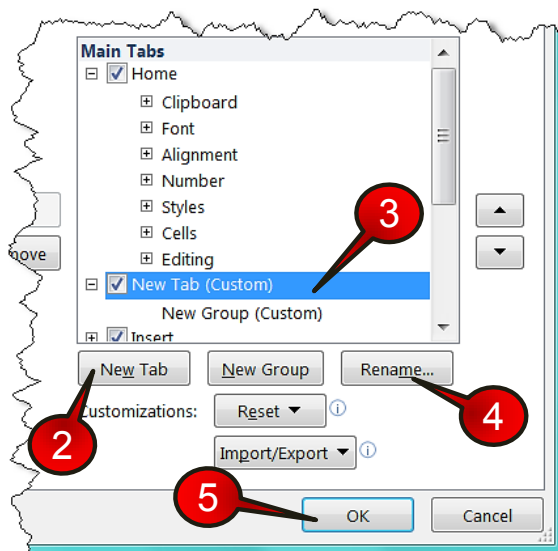 Main Tabs
Home
Clipboard
Font
Alignment
Number
Styles
3
Cells
Editing
New Tab (Custom)
New Group (Custom)
Insert
New Tab
New Group
Rename...
2
Customizations:
Reset
4
Import/Export
5
OK
Cancel